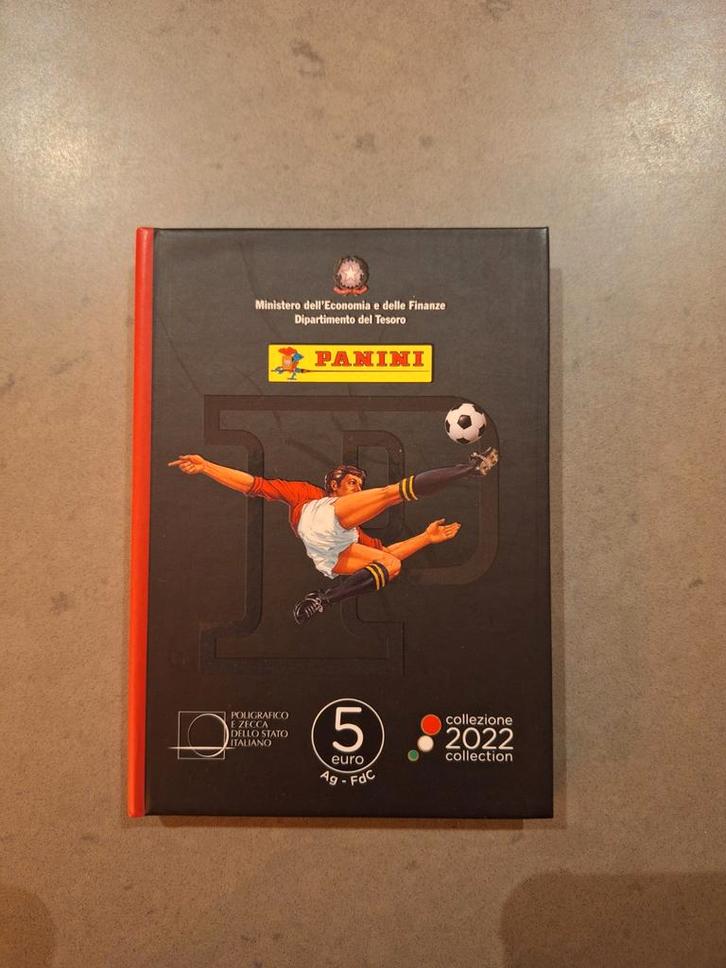 Ministero dell'Economia e delle Finanze
Dipartimento del Tesoro
PANINI
P
POLIGRAFICO
E ZECCA
DELLO STATO
ITALIANO
5
euro
Ag - FdC
collezione
2022
collection